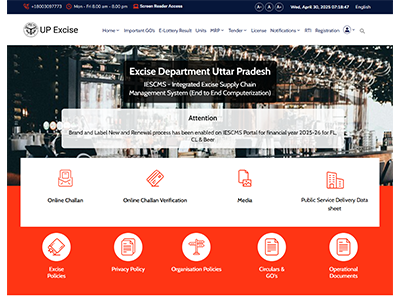 +18003097773 Mon - Fri 8.00 am - 8.00 pm Screen Reader Access A- A A+ Wed, April 30, 2025 07:58:47 English
UP Excise Home Important GO's E-Lottery Result Units MRP Tender License Notifications RTI Registration
Excise Department Uttar Pradesh
IESCMS - Integrated Excise Supply Chain
Management System (End to End Computerization)
Attention
Brand and Label New and Renewal process has been enabled on IESCMS Portal for financial year 2025-26 for FL,
CL & Beer
Online Challan Online Challan Verification Media Public Service Delivery Data
sheet
Excise
Policies
Privacy Policy Organisation Policies Circulars &
GO's
Operational
Documents